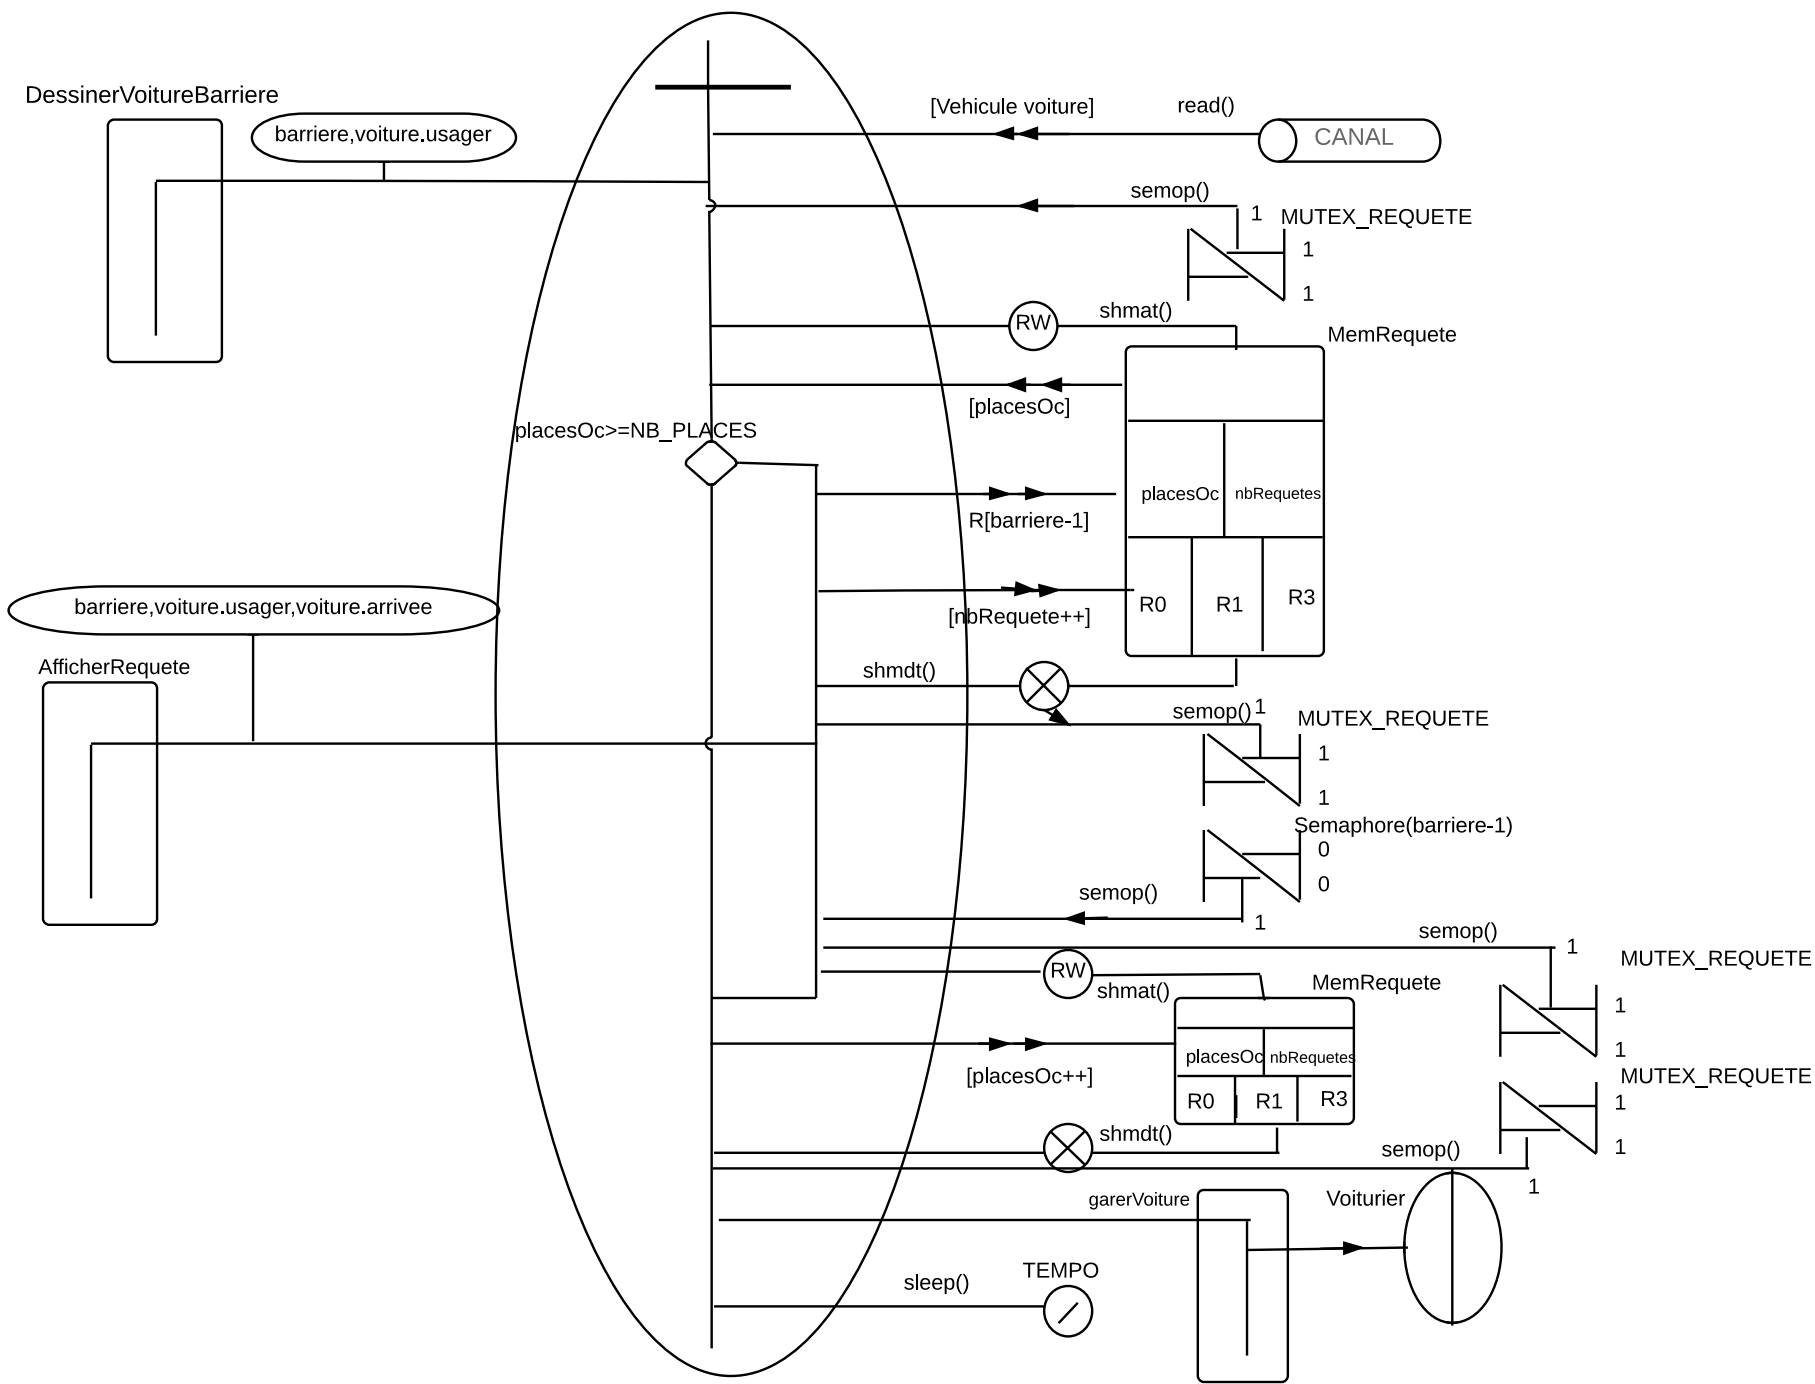 DessinerVoitureBarriere
barriere,voiture.usager
[Vehicule voiture]
read()
CANAL
semop()
1
MUTEX_REQUETE
1
1
RW
shmat()
MemRequete
[placesOc]
placesOc>=NB_PLACES
placesOc
nbRequetes
R[barriere-1]
R0
R1
R3
[nbRequete++]
barriere,voiture.usager,voiture.arrivee
AfficherRequete
shmdt()
semop()
1
MUTEX_REQUETE
1
1
Semaphore(barriere-1)
0
0
semop()
1
semop()
1
MUTEX_REQUETE
1
1
RW
shmat()
MemRequete
placesOc
nbRequetes
[placesOc++]
R0
R1
R3
MUTEX_REQUETE
1
1
shmdt()
semop()
1
garerVoiture
Voiturier
sleep()
TEMPO